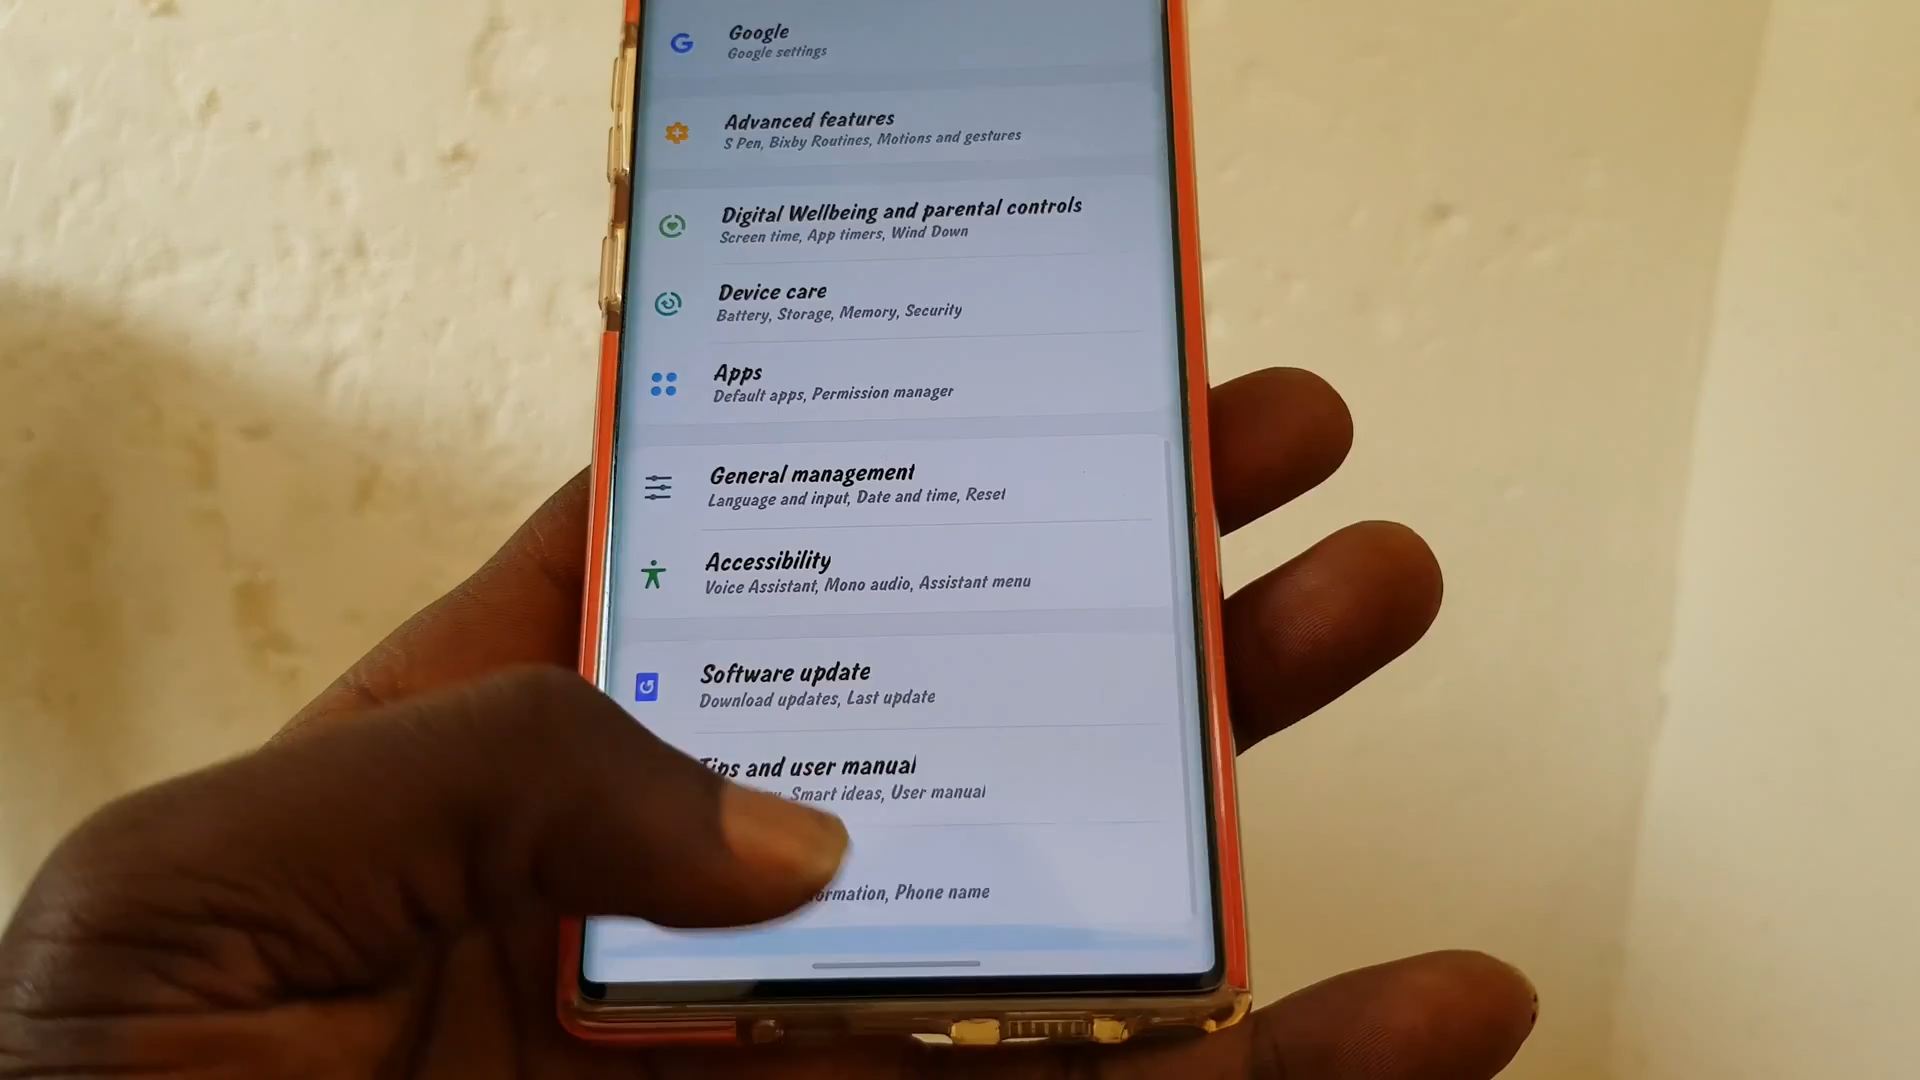 Google
Google settings
Advanced features
S Pen, Bixby Routines, Motions and gestures
Digital Wellbeing and parental controls
Screen time, App timers, Wind Down
Device care
Battery, Storage, Memory, Security
Apps
Default apps, Permission manager
General management
Language and input, Date and time, Reset
Accessibility
Voice Assistant, Mono audio, Assistant menu
Software update
Download updates, Last update
Tips and user manual
Smart ideas, User manual
Phone name